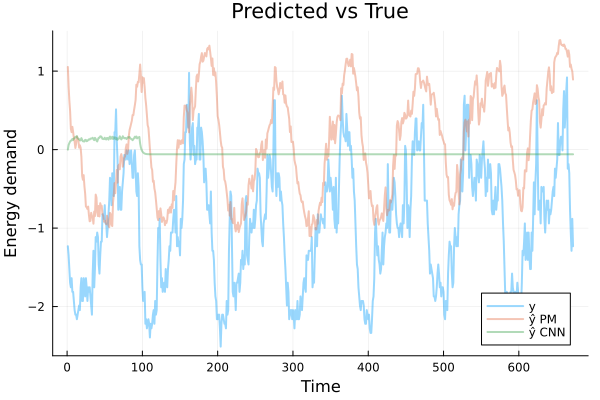 Predicted vs True
Energy demand
1
0
−1
−2
0
100
200
300
400
500
600
Time
y
ŷ PM
ŷ CNN